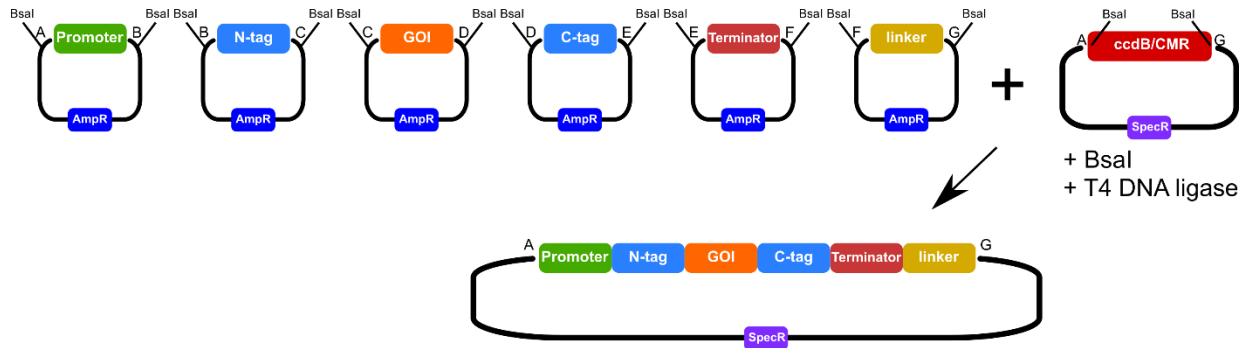 BsaI BsaI BsaI BsaI BsaI BsaI BsaI BsaI BsaI BsaI BsaI BsaI BsaI BsaI
A Promoter B B N-tag C C GOI D D C-tag E E Terminator F F linker G A ccdB/CMR G
+
AmpR AmpR AmpR AmpR AmpR AmpR SpecR
+ BsaI
+ T4 DNA ligase
A Promoter N-tag GOI C-tag Terminator linker G
SpecR